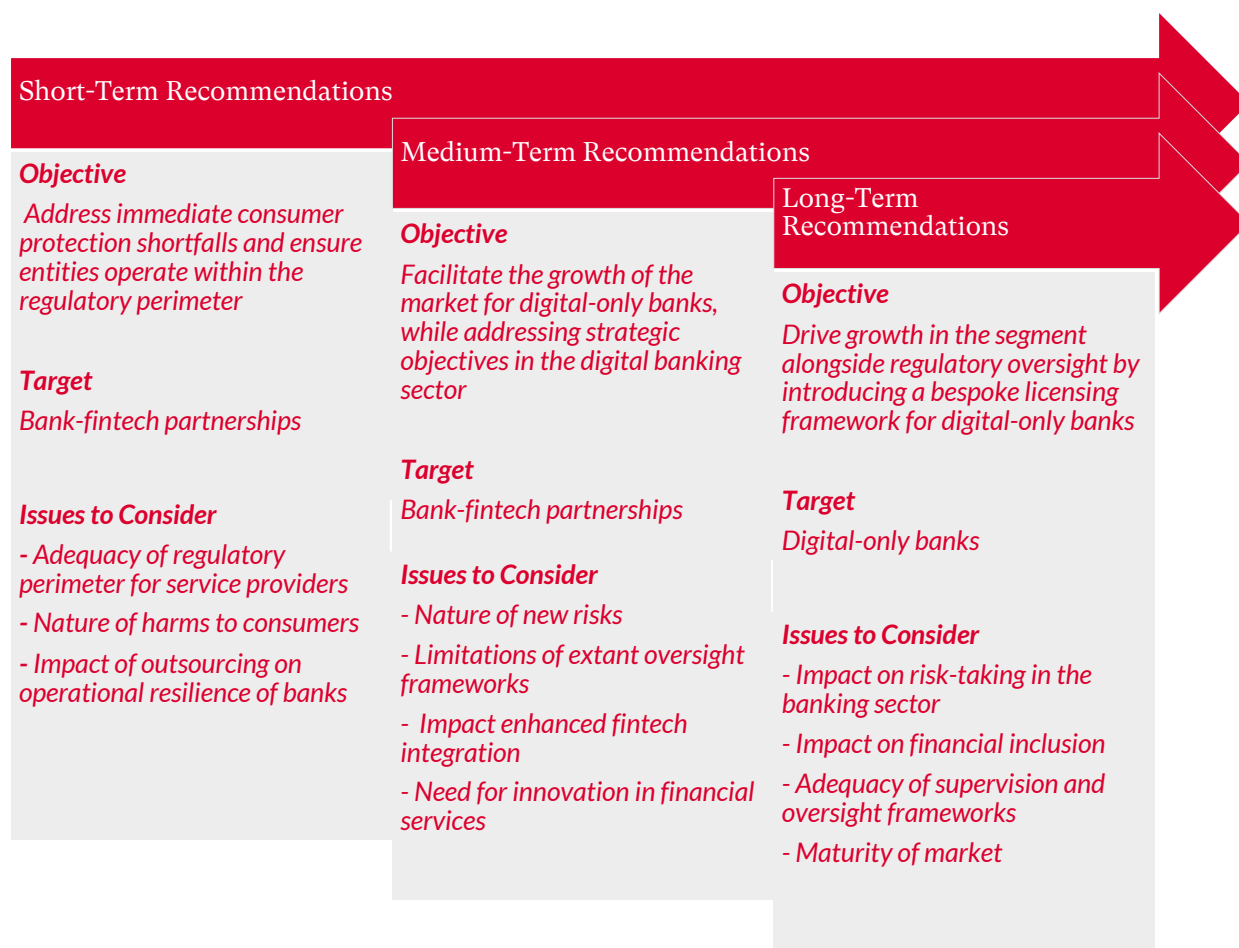 Short-Term Recommendations
Objective
Address immediate consumer
protection shortfalls and ensure
entities operate within the
regulatory perimeter
Target
Bank-fintech partnerships
Issues to Consider
- Adequacy of regulatory
perimeter for service providers
- Nature of harms to consumers
- Impact of outsourcing on
operational resilience of banks
Medium-Term Recommendations
Objective
Facilitate the growth of the
market for digital-only banks,
while addressing strategic
objectives in the digital banking
sector
Target
Bank-fintech partnerships
Issues to Consider
- Nature of new risks
- Limitations of extant oversight
frameworks
- Impact enhanced fintech
integration
- Need for innovation in financial
services
Long-Term
Recommendations
Objective
Drive growth in the segment
alongside regulatory oversight by
introducing a bespoke licensing
framework for digital-only banks
Target
Digital-only banks
Issues to Consider
- Impact on risk-taking in the
banking sector
- Impact on financial inclusion
- Adequacy of supervision and
oversight frameworks
- Maturity of market